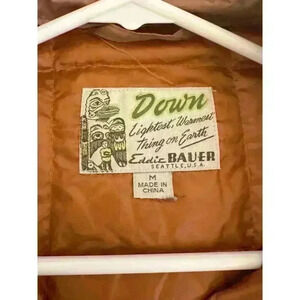 Down
Lightest, Warmest
Thing on Earth
Eddie BAUER
SEATTLE, U.S.A.
M
MADE IN
CHINA